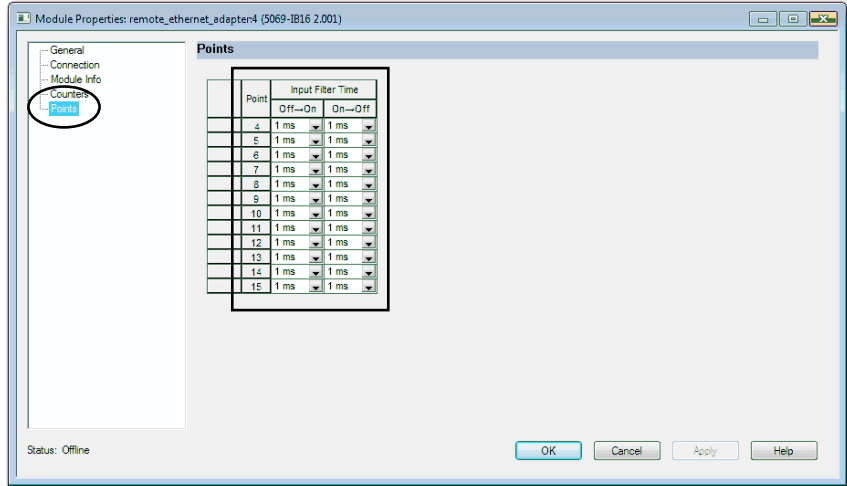 Module Properties: remote_ethernet_adapter:4 (5069-IB16 2.001)
General
Connection
Module Info
Counters
Points
Points
Point Input Filter Time
Off→On On→Off
4 1 ms 1 ms
5 1 ms 1 ms
6 1 ms 1 ms
7 1 ms 1 ms
8 1 ms 1 ms
9 1 ms 1 ms
10 1 ms 1 ms
11 1 ms 1 ms
12 1 ms 1 ms
13 1 ms 1 ms
14 1 ms 1 ms
15 1 ms 1 ms
Status: Offline
OK Cancel Apply Help